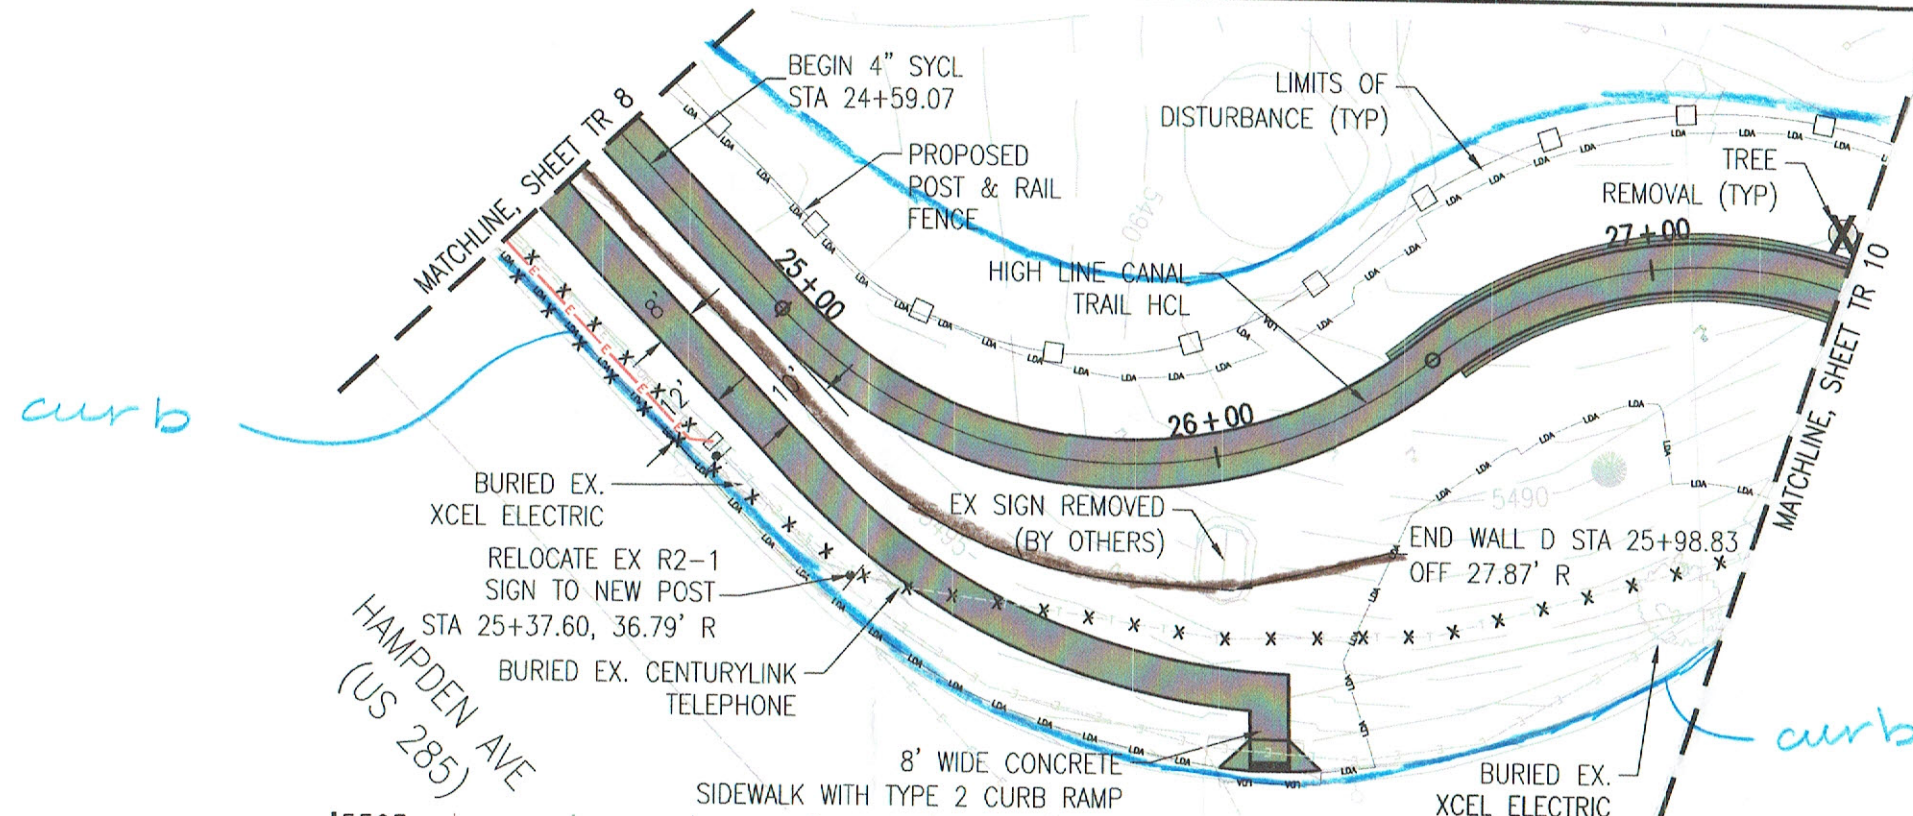 BEGIN 4" SYCL
STA 24+59.07
MATCHLINE, SHEET TR 8
LIMITS OF
DISTURBANCE (TYP)
PROPOSED
POST & RAIL
FENCE
TREE
REMOVAL (TYP)
5490
27+00
25+00
HIGH LINE CANAL
TRAIL HCL
MATCHLINE, SHEET TR 10
8'
12'
curb
26+00
BURIED EX.
XCEL ELECTRIC
EX SIGN REMOVED
(BY OTHERS)
5495
5490
END WALL D STA 25+98.83
OFF 27.87' R
RELOCATE EX R2-1
SIGN TO NEW POST
STA 25+37.60, 36.79' R
HAMPDEN AVE
(US 285)
BURIED EX. CENTURYLINK
TELEPHONE
8' WIDE CONCRETE
SIDEWALK WITH TYPE 2 CURB RAMP
curb
BURIED EX.
XCEL ELECTRIC